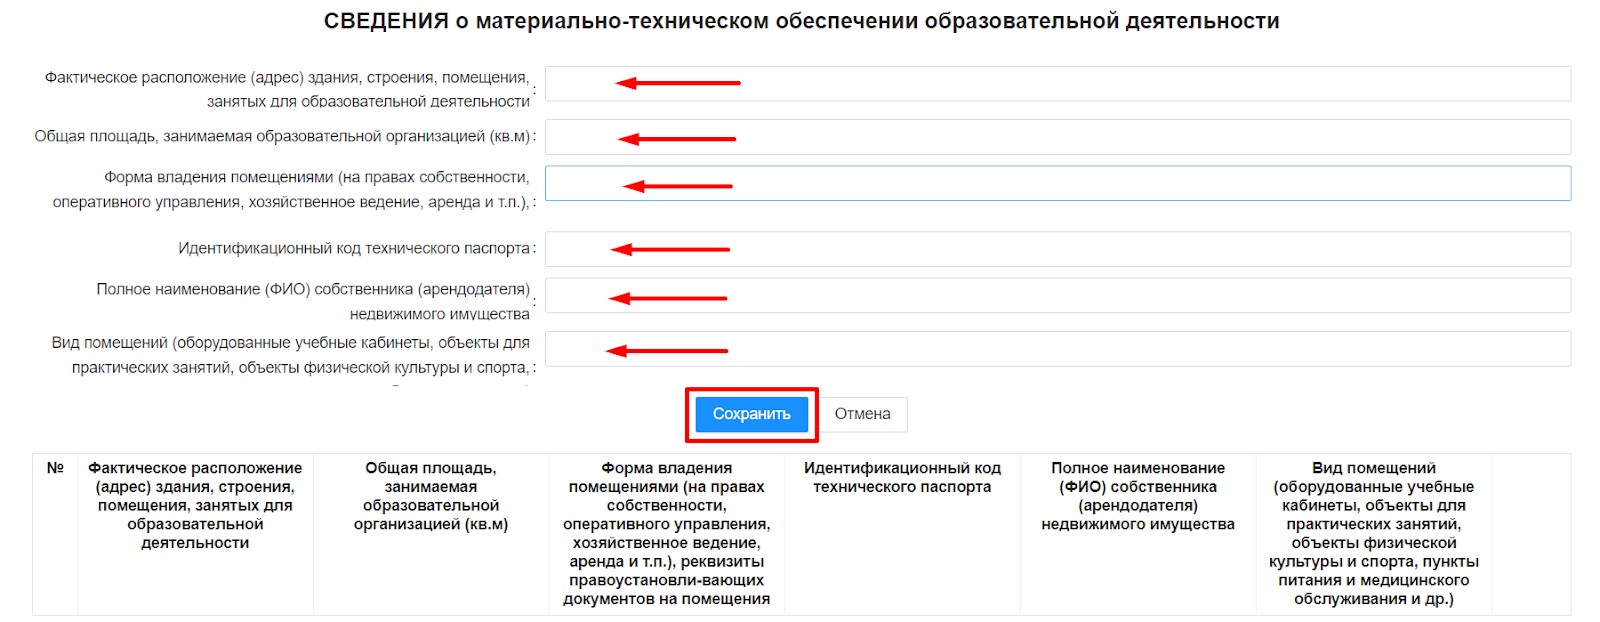 СВЕДЕНИЯ о материально-техническом обеспечении образовательной деятельности
Фактическое расположение (адрес) здания, строения, помещения,
занятых для образовательной деятельности :
Общая площадь, занимаемая образовательной организацией (кв.м) :
Форма владения помещениями (на правах собственности,
оперативного управления, хозяйственное ведение, аренда и т.п.), :
Идентификационный код технического паспорта :
Полное наименование (ФИО) собственника (арендодателя) :
недвижимого имущества
Вид помещений (оборудованные учебные кабинеты, объекты для
практических занятий, объекты физической культуры и спорта, :
Сохранить Отмена
№
Фактическое расположение
(адрес) здания, строения,
помещения, занятых для
образовательной
деятельности
Общая площадь,
занимаемая
образовательной
организацией (кв.м)
Форма владения
помещениями (на правах
собственности,
оперативного управления,
хозяйственное ведение,
аренда и т.п.), реквизиты
правоустановли-вающих
документов на помещения
Идентификационный код
технического паспорта
Полное наименование
(ФИО) собственника
(арендодателя)
недвижимого имущества
Вид помещений
(оборудованные учебные
кабинеты, объекты для
практических занятий,
объекты физической
культуры и спорта, пункты
питания и медицинского
обслуживания и др.)